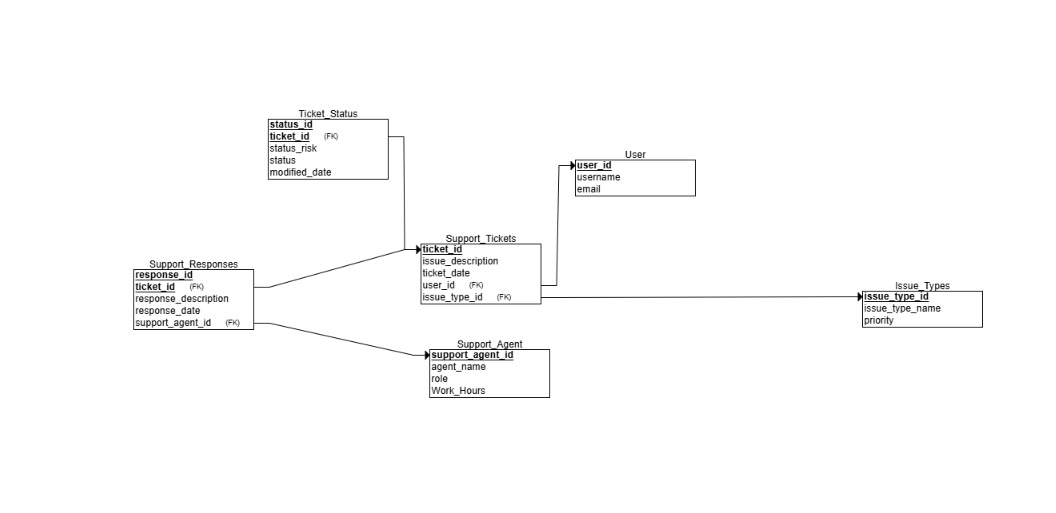 Ticket_Status
status_id
ticket_id (FK)
status_risk
status
modified_date
User
user_id
username
email
Support_Tickets
ticket_id
issue_description
ticket_date
user_id (FK)
issue_type_id (FK)
Support_Responses
response_id
ticket_id (FK)
response_description
response_date
support_agent_id (FK)
Issue_Types
issue_type_id
issue_type_name
priority
Support_Agent
support_agent_id
agent_name
role
Work_Hours